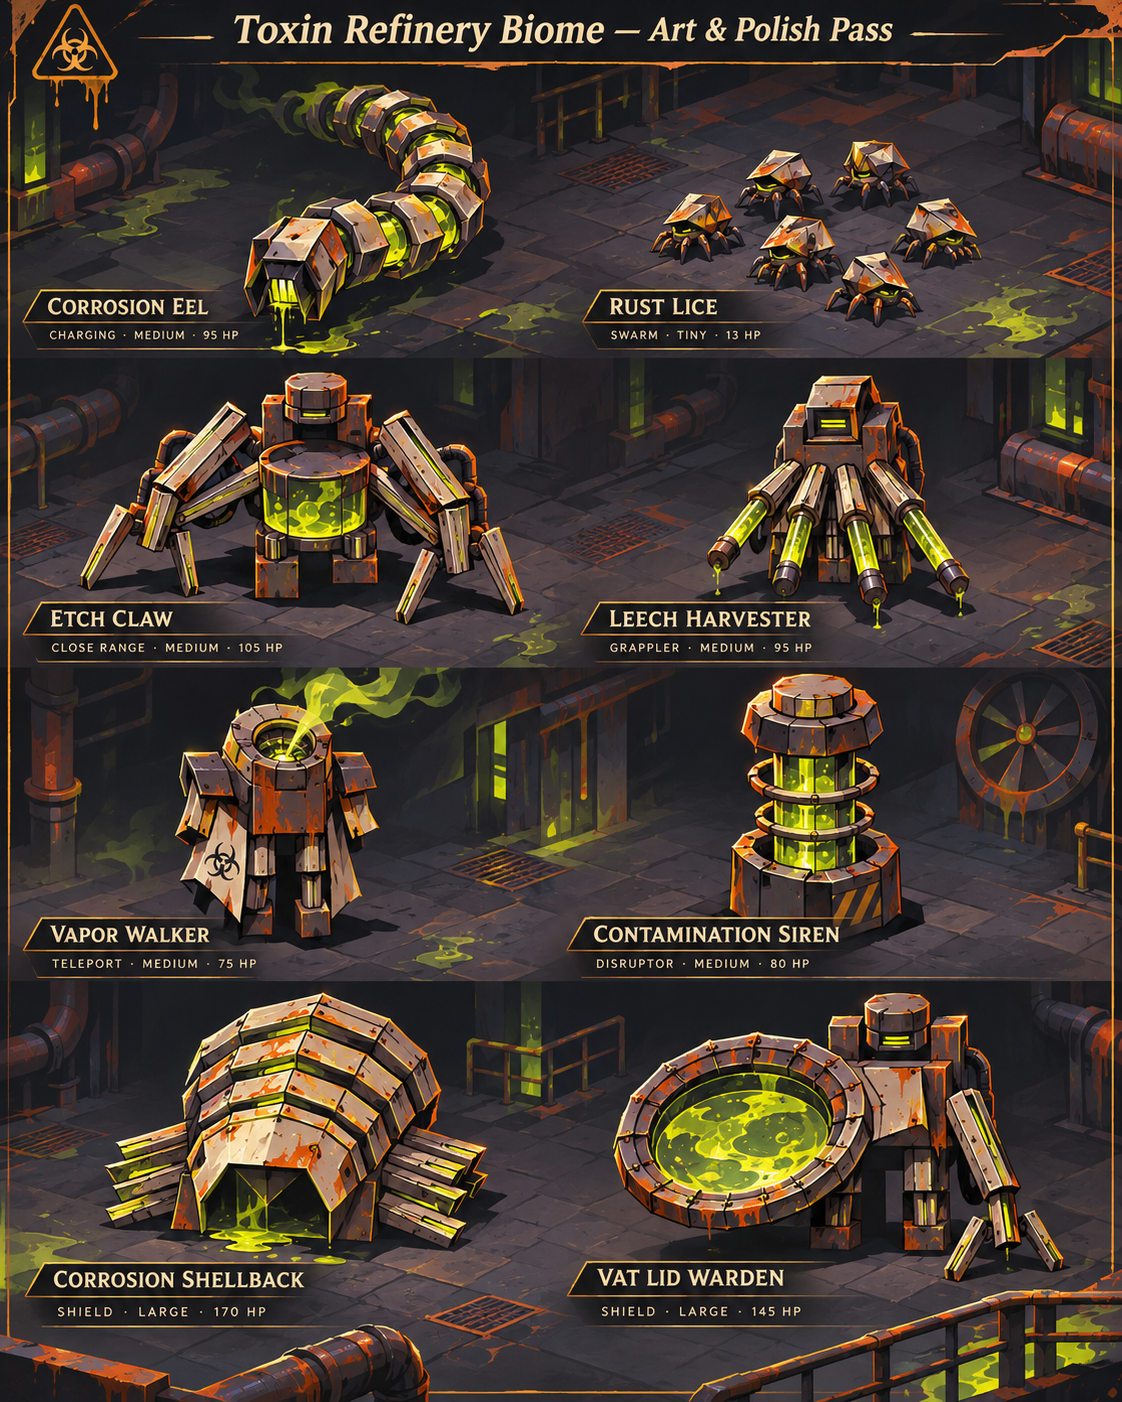 Toxin Refinery Biome — Art & Polish Pass
CORROSION EEL
CHARGING · MEDIUM · 95 HP
RUST LICE
SWARM · TINY · 13 HP
ETCH CLAW
CLOSE RANGE · MEDIUM · 105 HP
LEECH HARVESTER
GRAPPLER · MEDIUM · 95 HP
VAPOR WALKER
TELEPORT · MEDIUM · 75 HP
CONTAMINATION SIREN
DISRUPTOR · MEDIUM · 80 HP
CORROSION SHELLBACK
SHIELD · LARGE · 170 HP
VAT LID WARDEN
SHIELD · LARGE · 145 HP